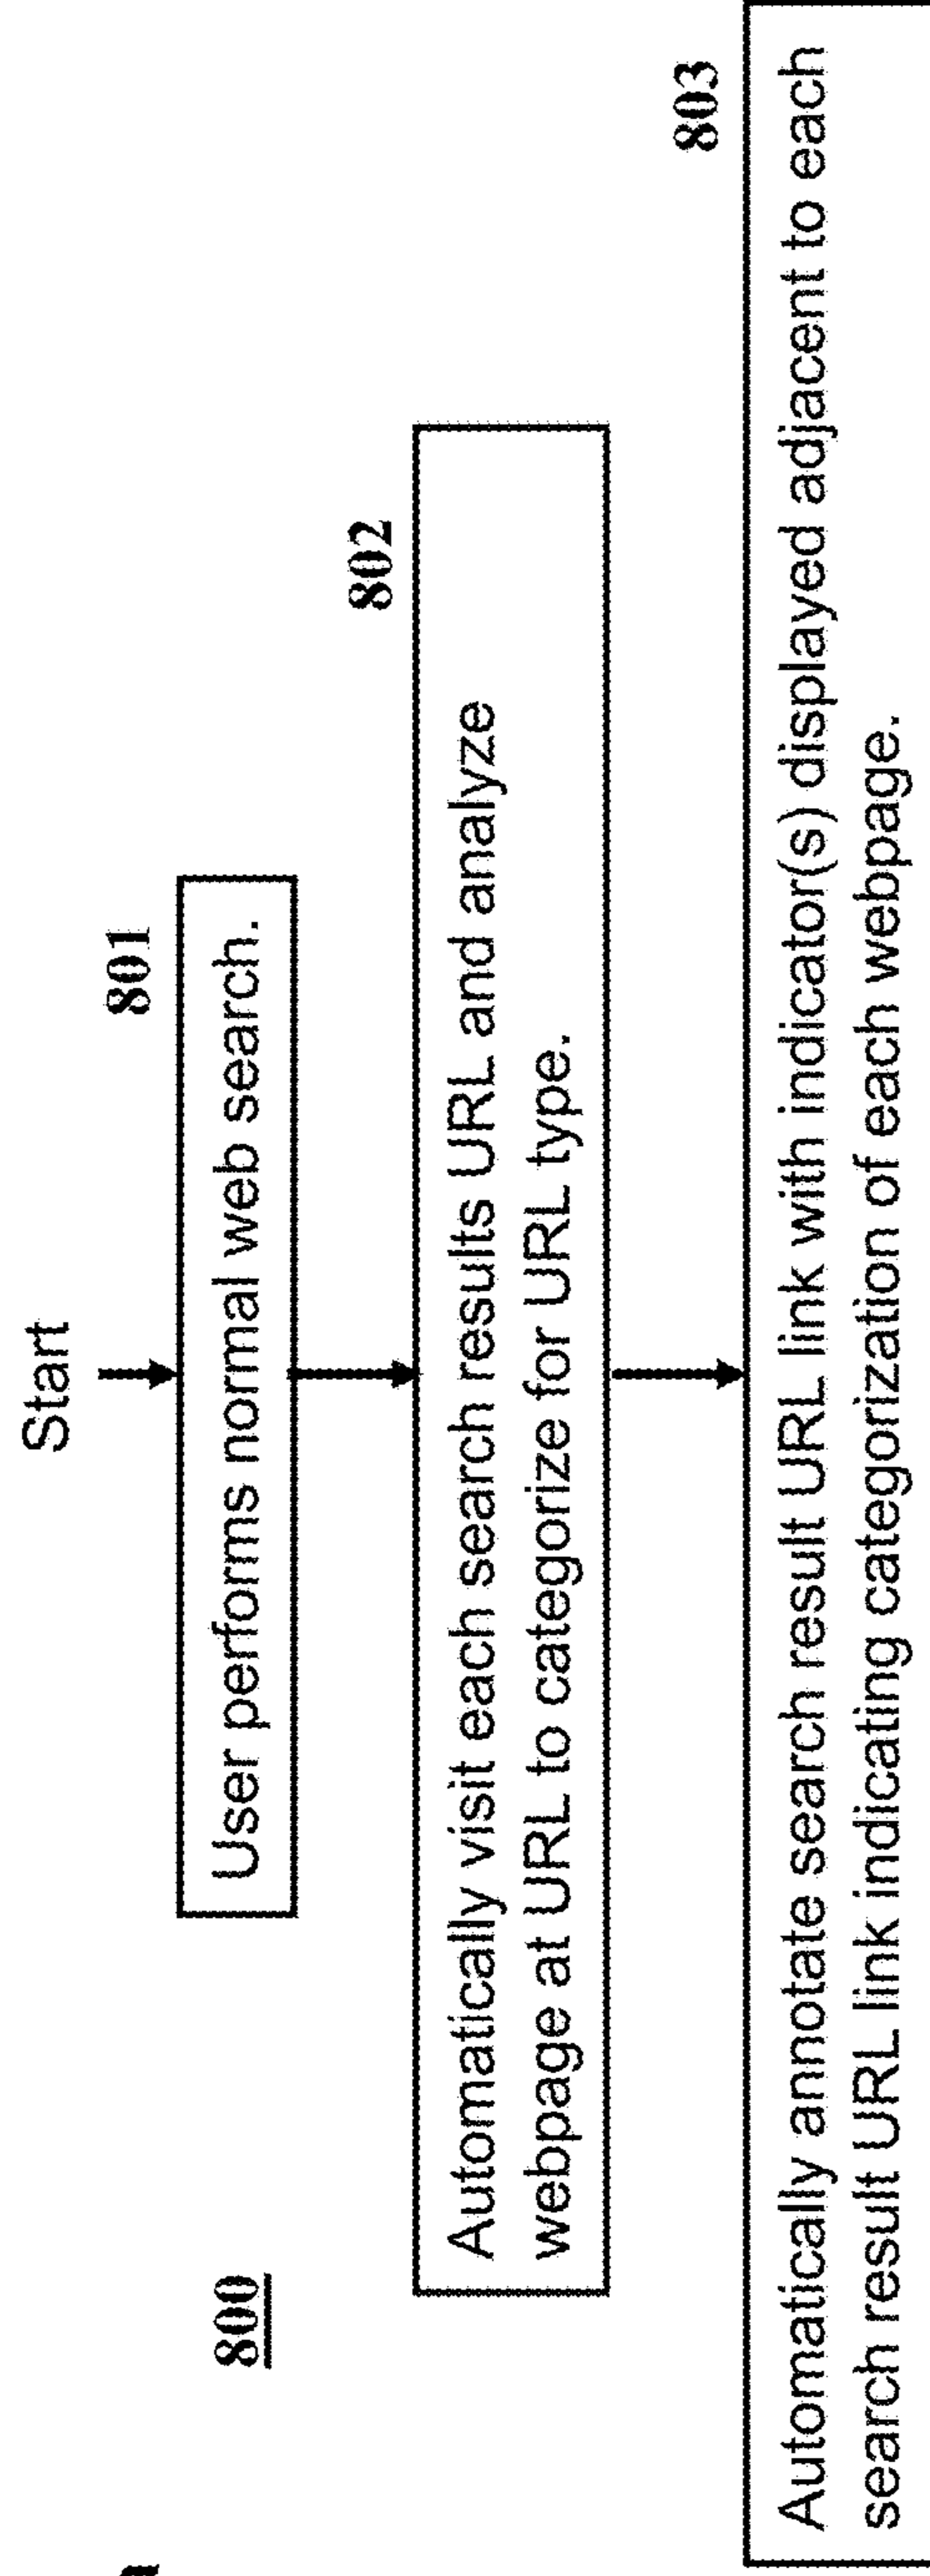 Start
800
801
User performs normal web search.
802
Automatically visit each search results URL and analyze
webpage at URL to categorize for URL type.
803
Automatically annotate search result URL link with indicator(s) displayed adjacent to each
search result URL link indicating categorization of each webpage.